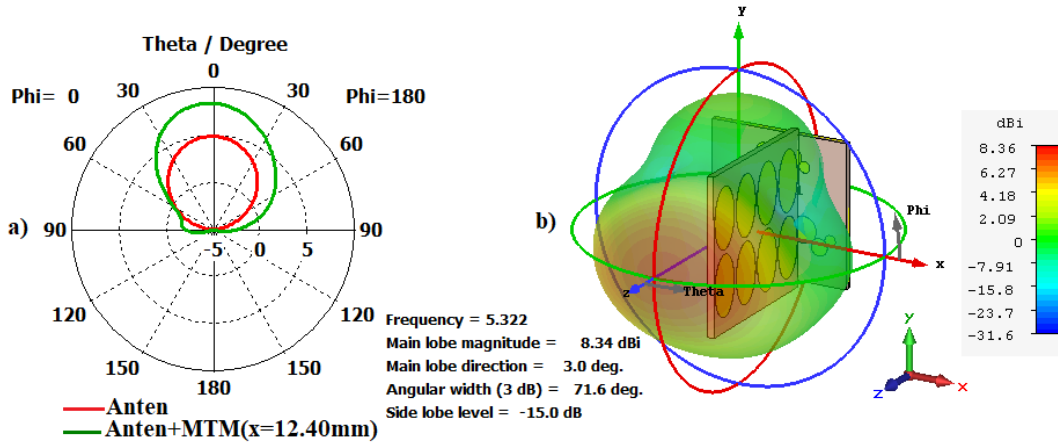 Theta / Degree
0
Phi= 0 30 30 Phi=180
60 60
a) 90 -5 0 5 90
120 120
150 150
180
Anten
Anten+MTM(x=12.40mm)
Frequency = 5.322
Main lobe magnitude = 8.34 dBi
Main lobe direction = 3.0 deg.
Angular width (3 dB) = 71.6 deg.
Side lobe level = -15.0 dB
b)
y
Phi
x
z
Theta
y
x
z
dBi
8.36
6.27
4.18
2.09
0
-7.91
-15.8
-23.7
-31.6